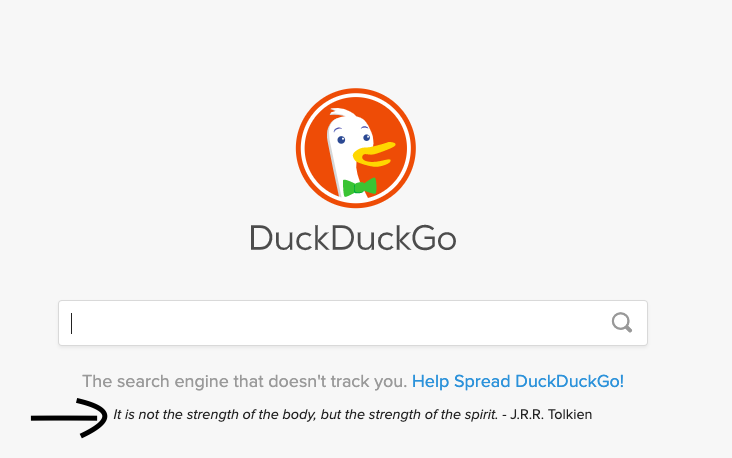 DuckDuckGo
The search engine that doesn't track you. Help Spread DuckDuckGo!
It is not the strength of the body, but the strength of the spirit. - J.R.R. Tolkien